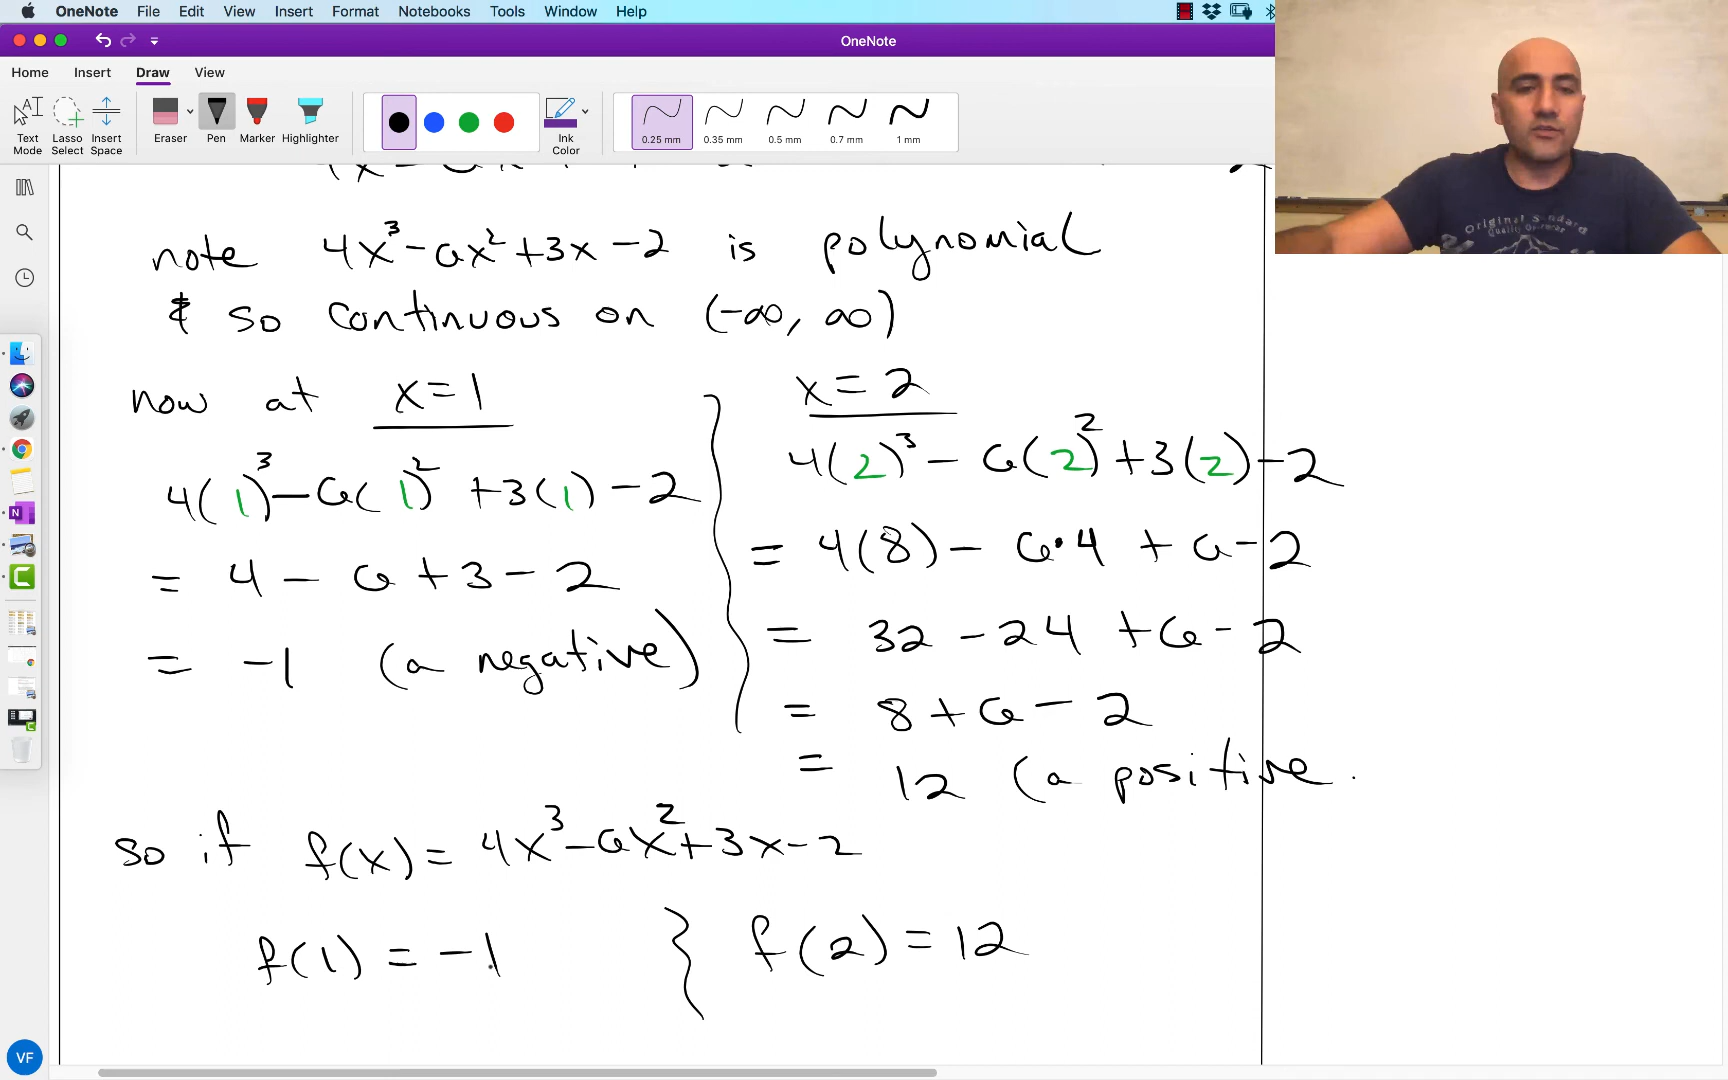 OneNote File Edit View Insert Format Notebooks Tools Window Help
OneNote
Home Insert Draw View
Text Mode Lasso Select Insert Space Eraser Pen Marker Highlighter Ink Color 0.25 mm 0.35 mm 0.5 mm 0.7 mm 1 mm
Original Standard
note 4x³ - 6x² + 3x - 2 is polynomial
& so continuous on (-∞, ∞)
now at x = 1
4(1)³ - 6(1)² + 3(1) - 2
= 4 - 6 + 3 - 2
= -1 (a negative)
x = 2
4(2)³ - 6(2)² + 3(2) - 2
= 4(8) - 6·4 + 6 - 2
= 32 - 24 + 6 - 2
= 8 + 6 - 2
= 12 (a positive.
so if f(x) = 4x³ - 6x² + 3x - 2
f(1) = -1 } f(2) = 12
VF